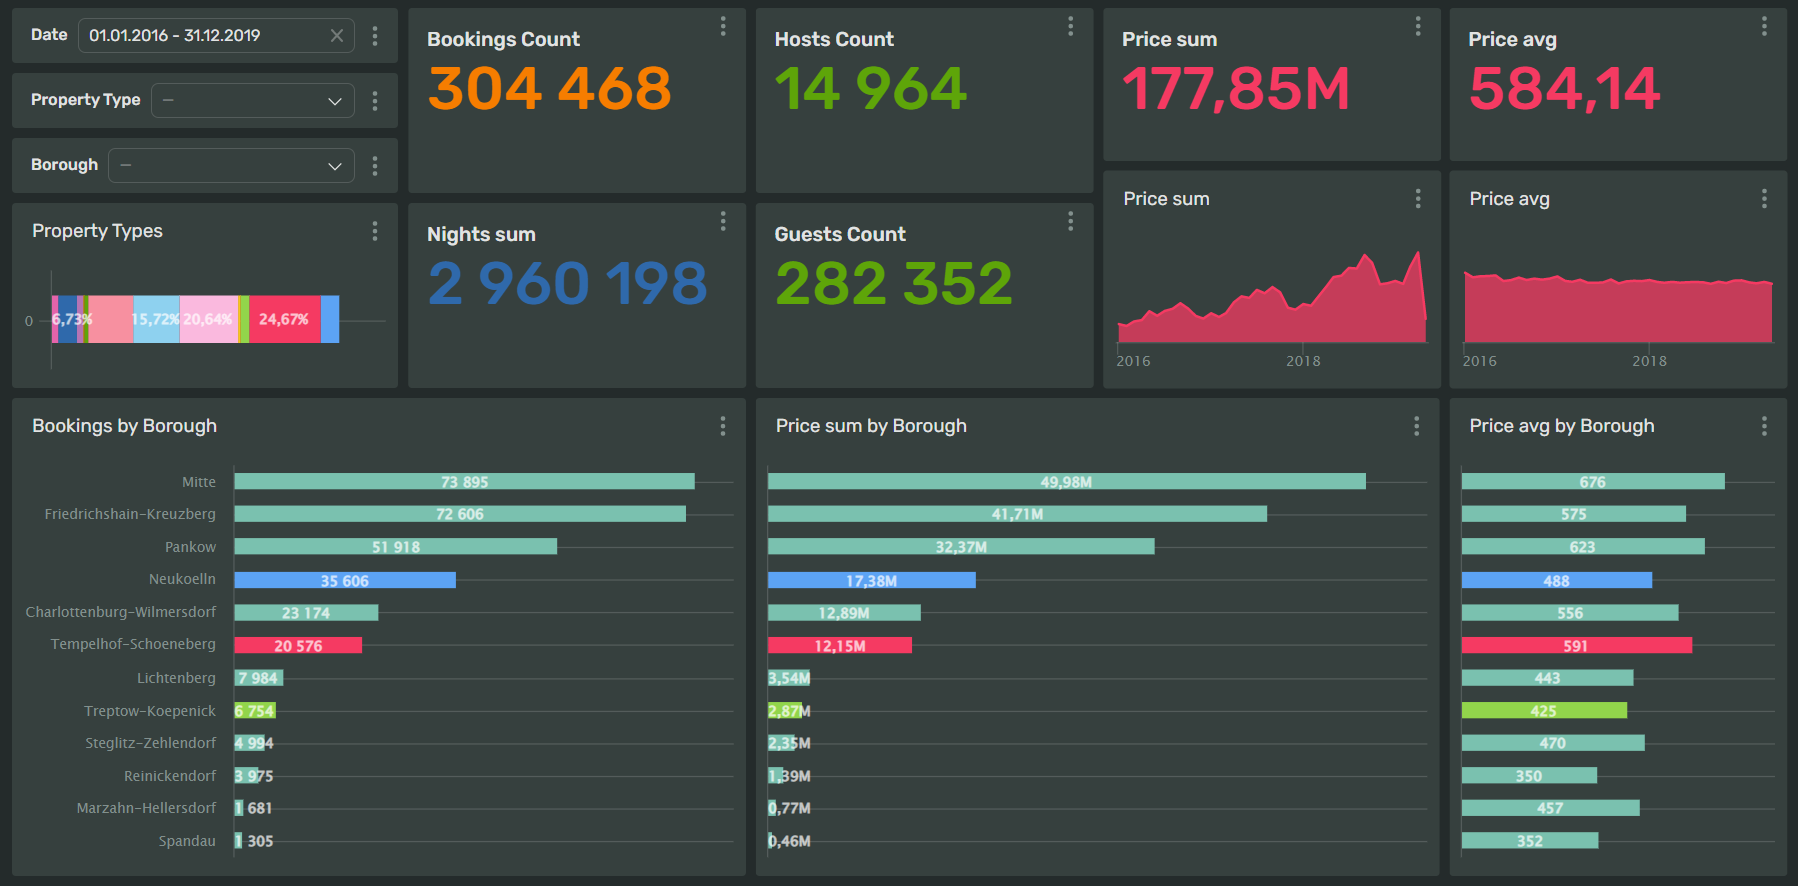 Date 01.01.2016 - 31.12.2019
Property Type –
Borough –
Bookings Count
304 468
Hosts Count
14 964
Price sum
177,85M
Price avg
584,14
Property Types
0
6,73% 15,72% 20,64% 24,67%
Nights sum
2 960 198
Guests Count
282 352
Price sum
2016 2018
Price avg
2016 2018
Bookings by Borough
Mitte 73 895
Friedrichshain-Kreuzberg 72 606
Pankow 51 918
Neukoelln 35 606
Charlottenburg-Wilmersdorf 23 174
Tempelhof-Schoeneberg 20 576
Lichtenberg 7 984
Treptow-Koepenick 6 754
Steglitz-Zehlendorf 4 994
Reinickendorf 3 975
Marzahn-Hellersdorf 1 681
Spandau 1 305
Price sum by Borough
49,98M
41,71M
32,37M
17,38M
12,89M
12,15M
3,54M
2,87M
2,35M
1,39M
0,77M
0,46M
Price avg by Borough
676
575
623
488
556
591
443
425
470
350
457
352